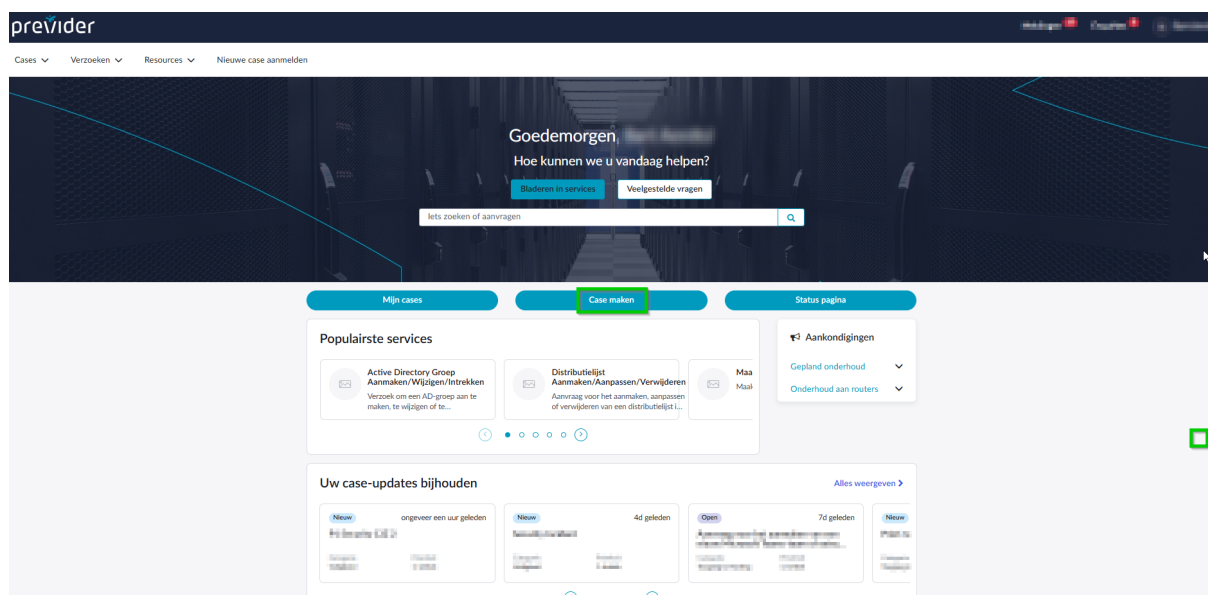 previder
Cases Verzoeken Resources Nieuwe case aanmelden
Goedemorgen,
Hoe kunnen we u vandaag helpen?
Bladeren in services Veelgestelde vragen
Iets zoeken of aanvragen
Mijn cases Case maken Status pagina
Populairste services
Active Directory Groep
Aanmaken/Wijzigen/Intrekken
Verzoek om een AD-groep aan te
maken, te wijzigen of te...
Distributielijst
Aanmaken/Aanpassen/Verwijderen
Aanvraag voor het aanmaken, aanpassen
of verwijderen van een distributielijst i...
Maa
Maak
Aankondigingen
Gepland onderhoud
Onderhoud aan routers
Uw case-updates bijhouden Alles weergeven
Nieuw ongeveer een uur geleden
Nieuw 4d geleden
Open 7d geleden
Nieuw